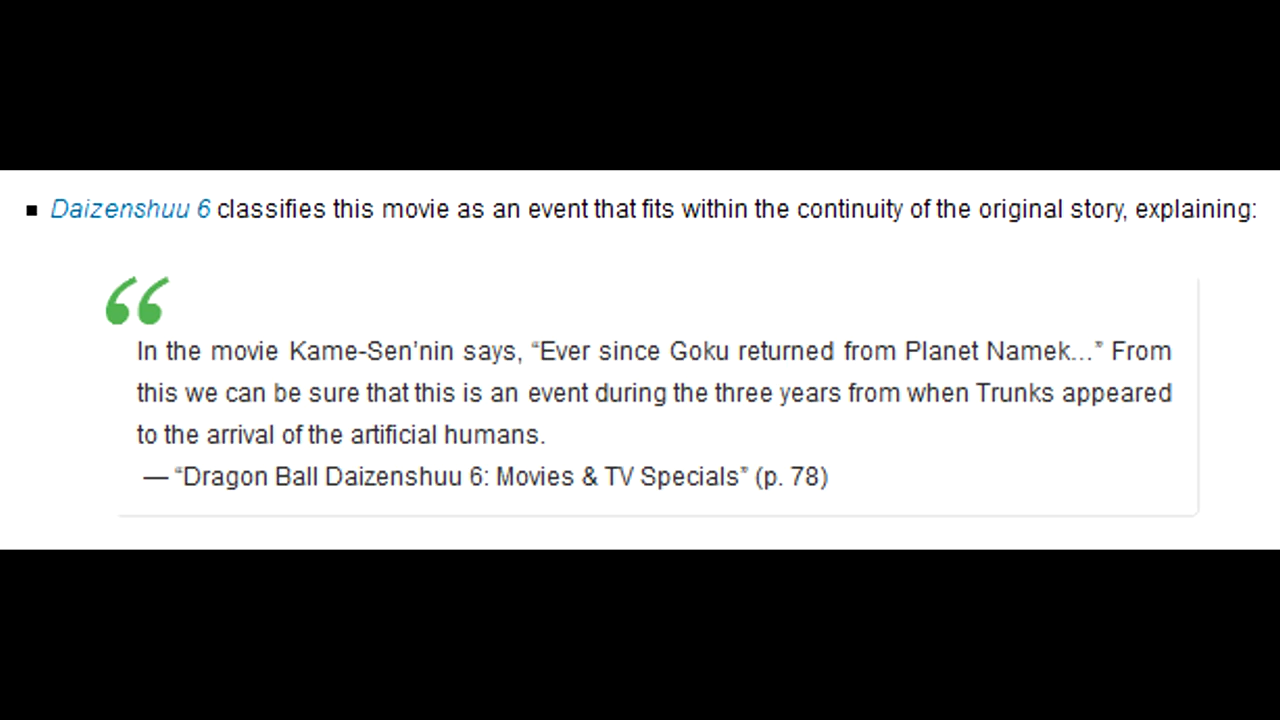 ▪ Daizenshuu 6 classifies this movie as an event that fits within the continuity of the original story, explaining:
“
In the movie Kame-Sen’nin says, “Ever since Goku returned from Planet Namek...” From
this we can be sure that this is an event during the three years from when Trunks appeared
to the arrival of the artificial humans.
— “Dragon Ball Daizenshuu 6: Movies & TV Specials” (p. 78)